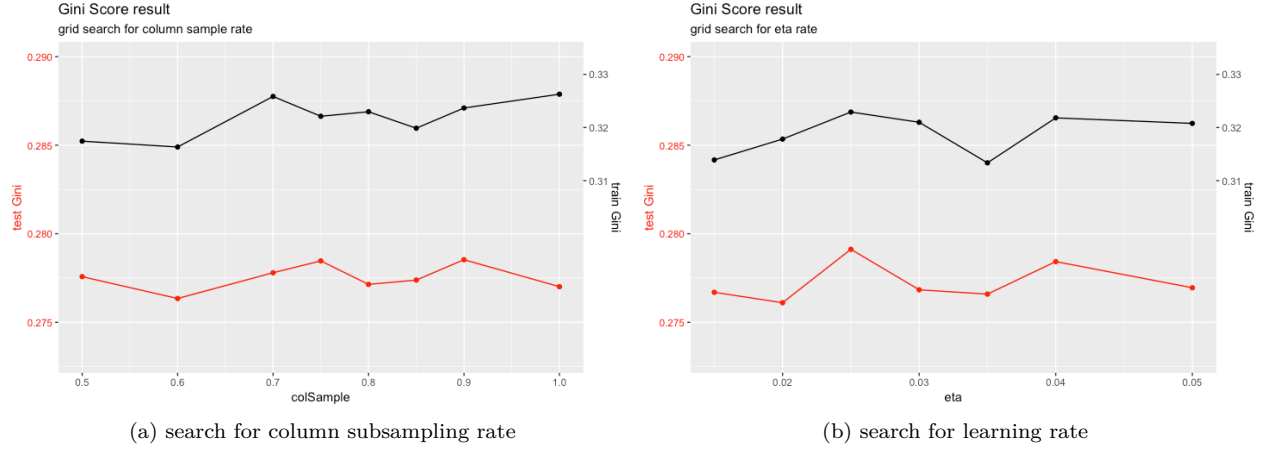 Gini Score result
grid search for column sample rate
0.290
0.285
0.280
0.275
test Gini
0.33
0.32
0.31
train Gini
0.5 0.6 0.7 0.8 0.9 1.0
colSample
(a) search for column subsampling rate
Gini Score result
grid search for eta rate
0.290
0.285
0.280
0.275
test Gini
0.33
0.32
0.31
train Gini
0.02 0.03 0.04 0.05
eta
(b) search for learning rate